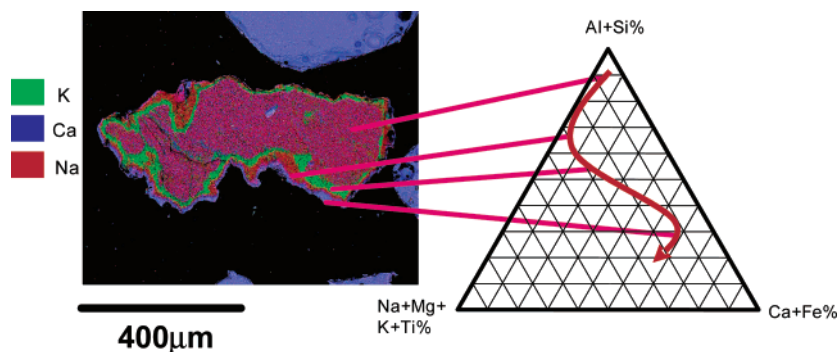 Al+Si%
K
Ca
Na
Na+Mg+
K+Ti%
Ca+Fe%
400μm